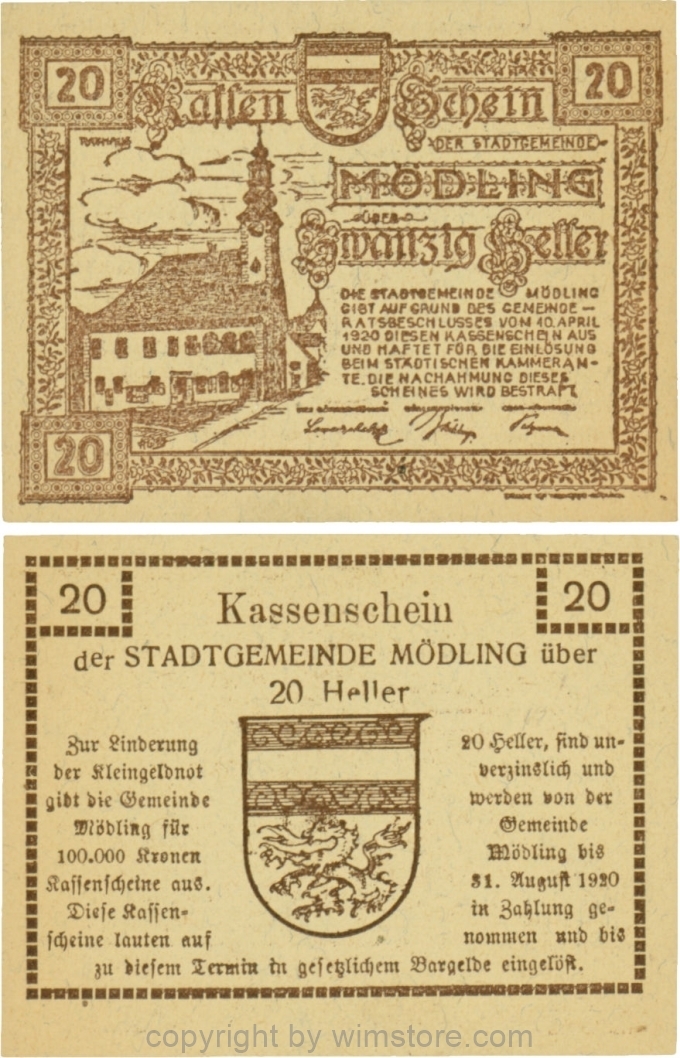 20
Kassen Schein
20
RATHAUS
DER STADTGEMEINDE
MÖDLING
ÜBER
Zwanzig Heller
DIE STADTGEMEINDE MÖDLING
GIBT AUF GRUND DES GEMEINDE-
RATSBESCHLUSSES VOM 10. APRIL
1920 DIESEN KASSENSCHEIN AUS
UND HAFTET FÜR DIE EINLÖSUNG
BEIM STÄDTISCHEN KAMMERAM-
TE. DIE NACHAHMUNG DIESES
SCHEINES WIRD BESTRAFT
20
20
Kassenschein
20
der STADTGEMEINDE MÖDLING über
20 Heller
Zur Linderung
der Kleingeldnot
gibt die Gemeinde
Mödling für
100.000 Kronen
Kassenscheine aus.
Diese Kassen-
scheine lauten auf
20 Heller, sind un-
verzinslich und
werden von der
Gemeinde
Mödling bis
31. August 1920
in Zahlung ge-
nommen und bis
zu diesem Termin in gesetzlichem Bargelde eingelöst.
copyright by wimstore.com